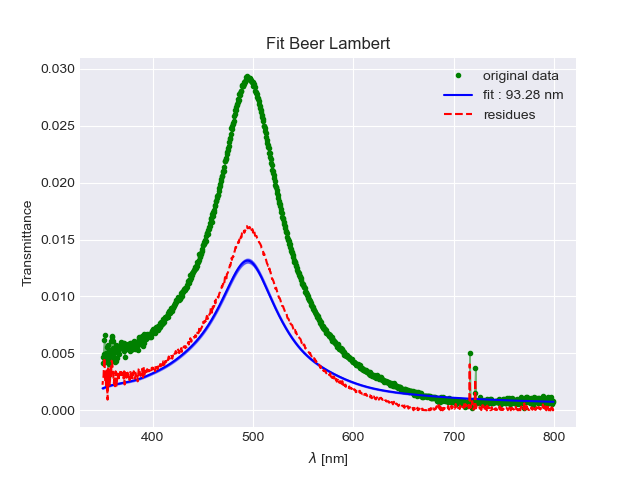 Fit Beer Lambert
original data
fit : 93.28 nm
residues
0.030
0.025
0.020
0.015
0.010
0.005
0.000
Transmittance
400
500
600
700
800
λ [nm]